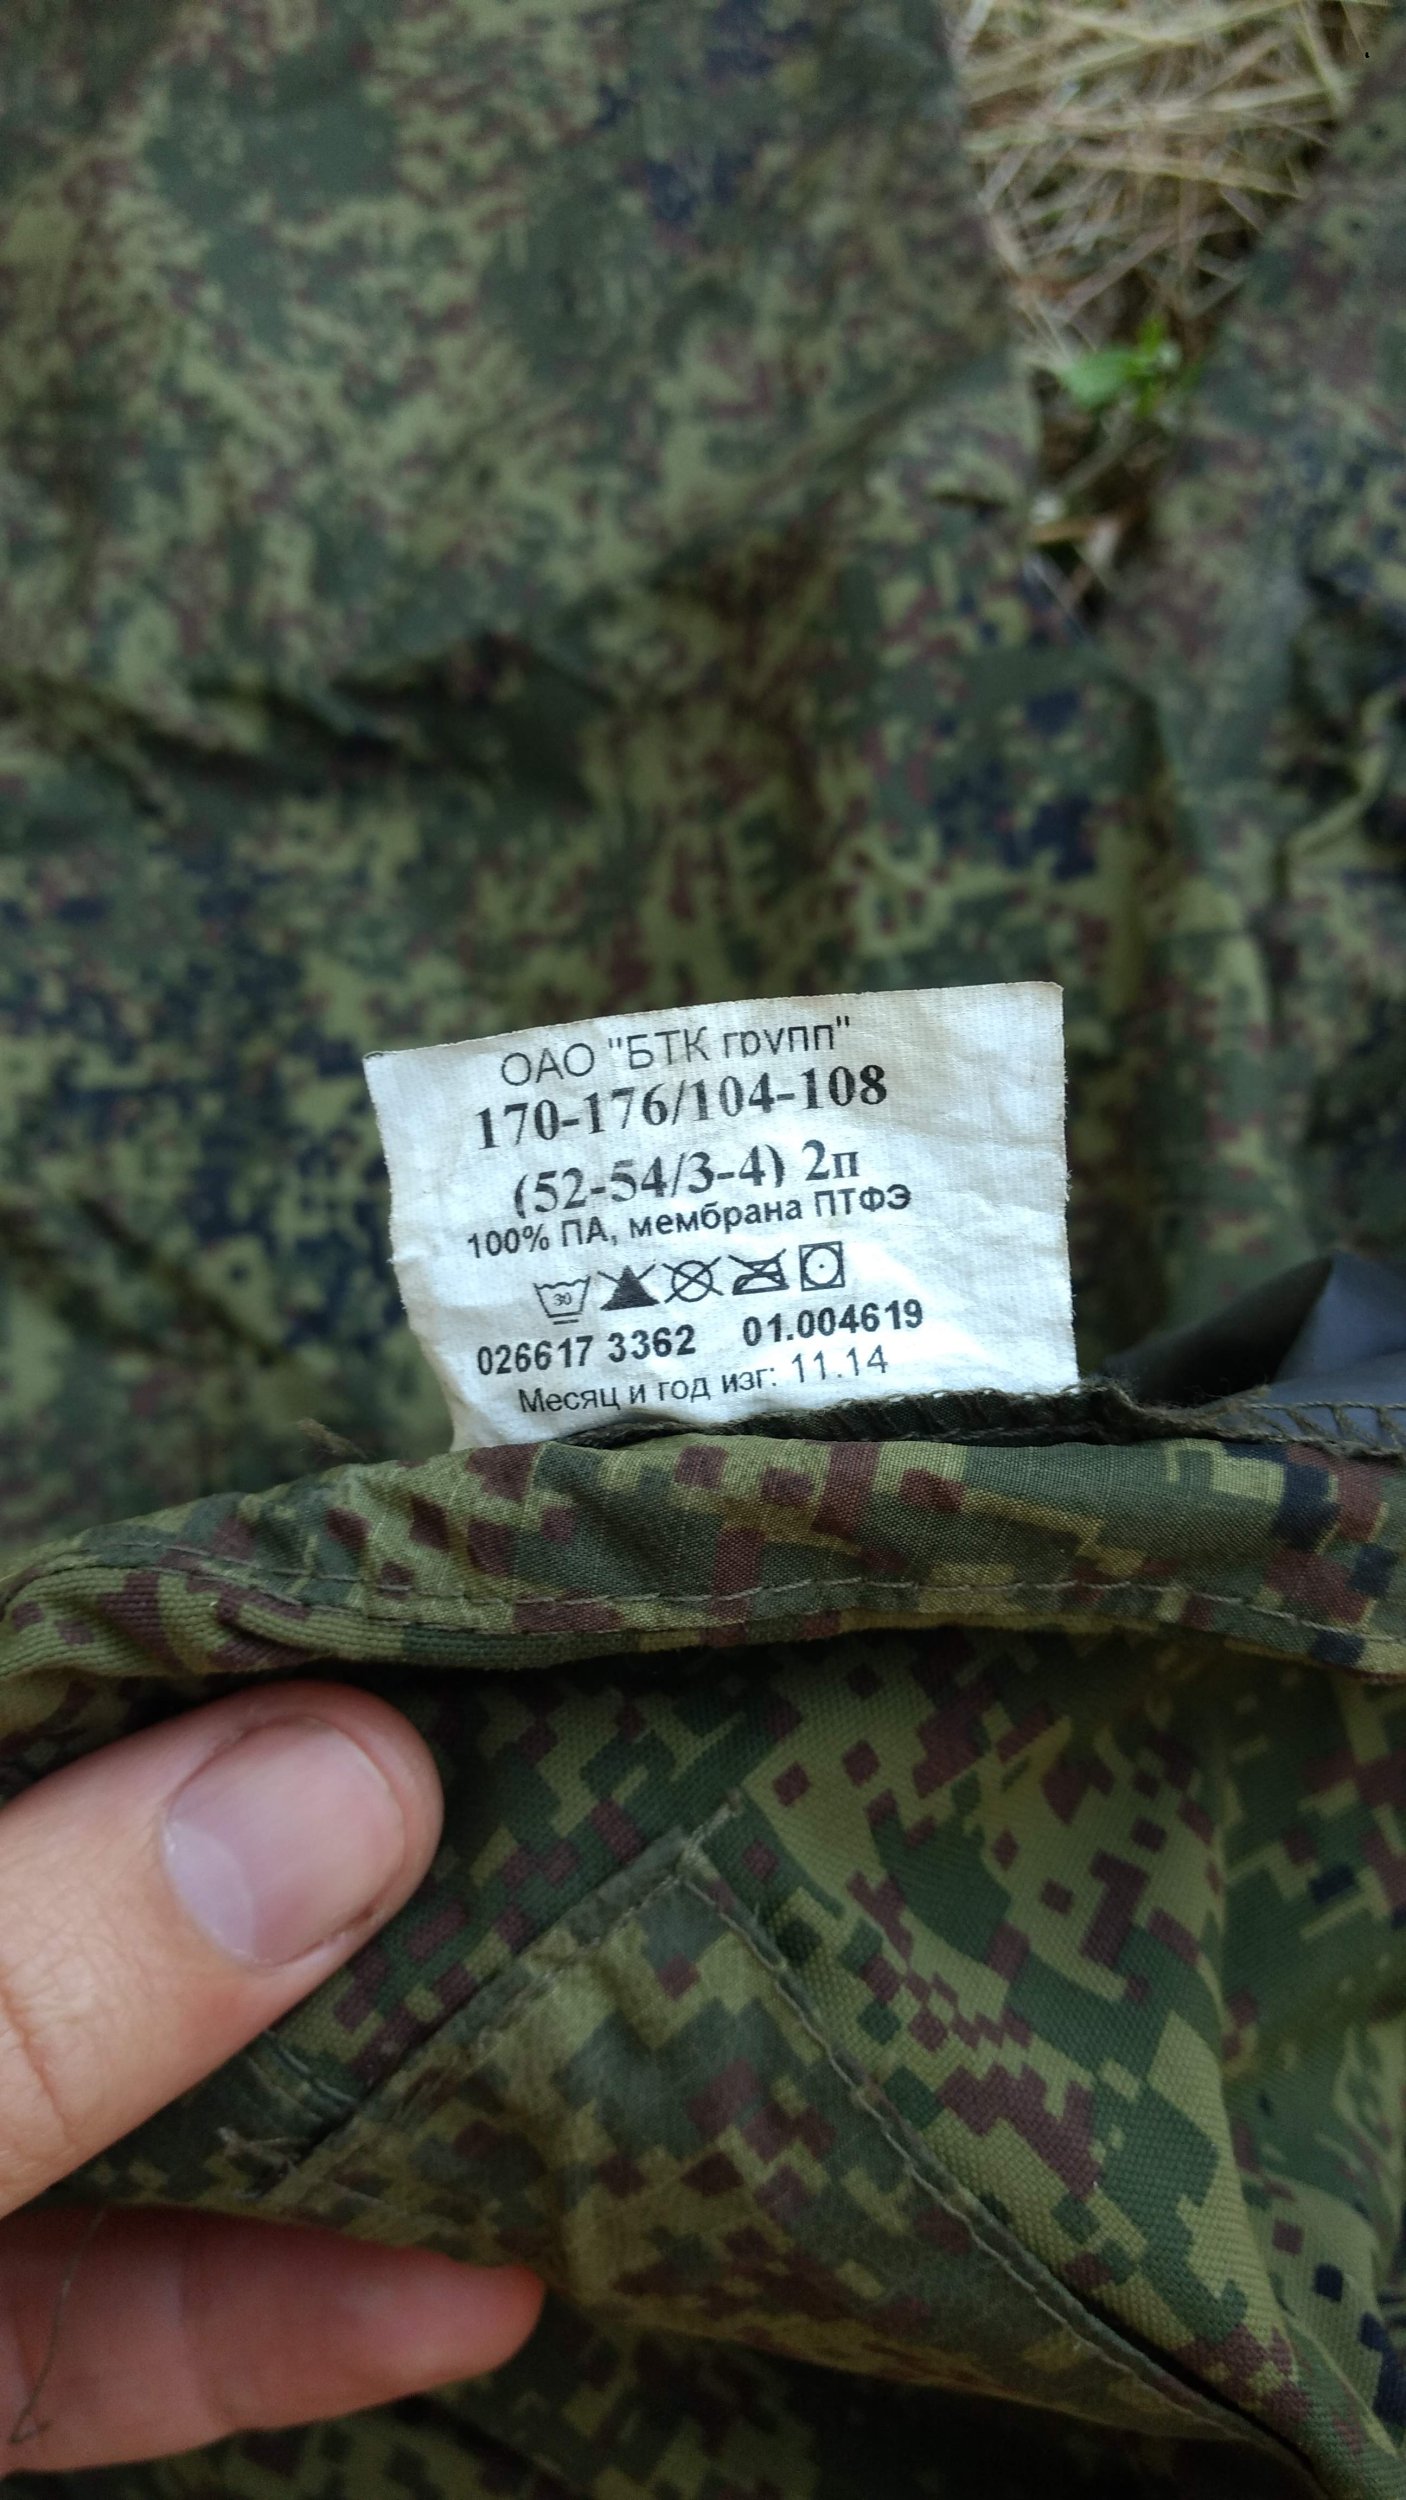 ОАО "БТК групп"
170-176/104-108
(52-54/3-4) 2п
100% ПА, мембрана ПТФЭ
30
026617 3362 01.004619
Месяц и год изг: 11.14